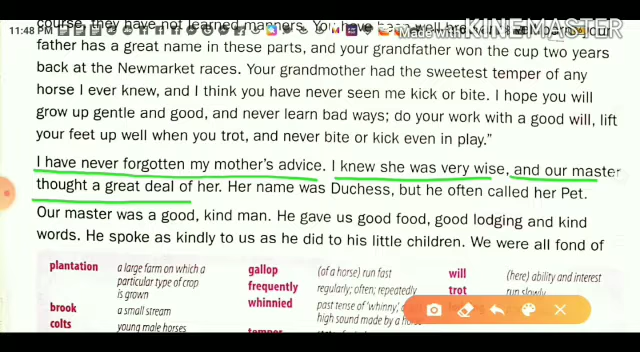 11:48 PM
Made with KINEMASTER
course, they have not learned manners. You have been well
father has a great name in these parts, and your grandfather won the cup two years
back at the Newmarket races. Your grandmother had the sweetest temper of any
horse I ever knew, and I think you have never seen me kick or bite. I hope you will
grow up gentle and good, and never learn bad ways; do your work with a good will, lift
your feet up well when you trot, and never bite or kick even in play."
I have never forgotten my mother's advice. I knew she was very wise, and our master
thought a great deal of her. Her name was Duchess, but he often called her Pet.
Our master was a good, kind man. He gave us good food, good lodging and kind
words. He spoke as kindly to us as he did to his little children. We were all fond of
plantation a large farm on which a particular type of crop is grown
brook a small stream
colts young male horses
gallop (of a horse) run fast
frequently regularly; often; repeatedly
whinnied past tense of 'whinny,' high sound made by a
temper
will (here) ability and interest
trot run slowly